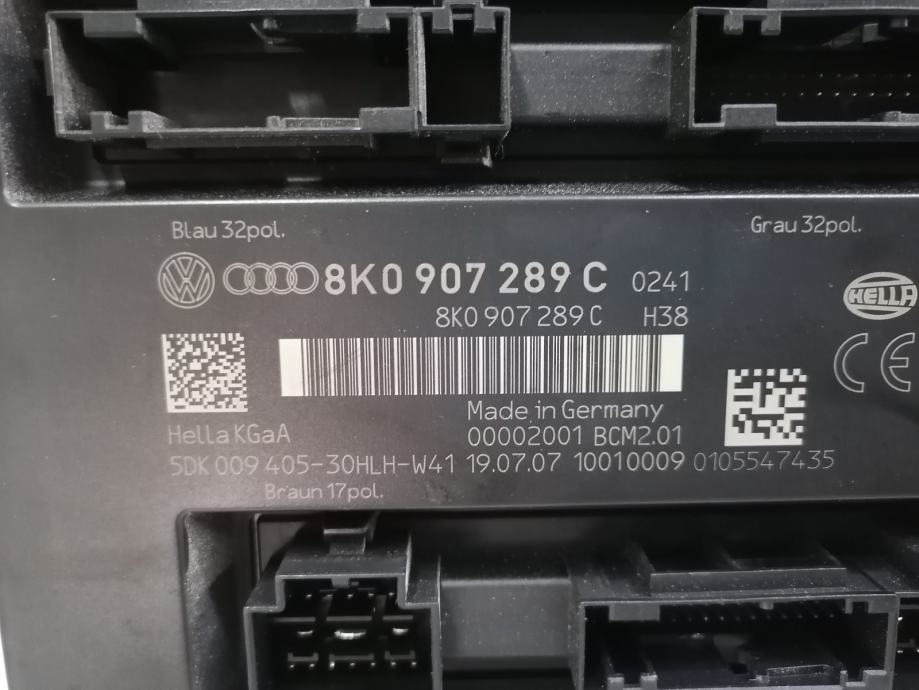 Blau 32pol.
Grau 32pol.
8K0 907 289 C 0241
8K0 907 289 C H38
HELLA
CE
Made in Germany
Hella KGaA 00002001 BCM2.01
5DK 009 405-30HLH-W41 19.07.07 10010009 0105547435
Braun 17pol.